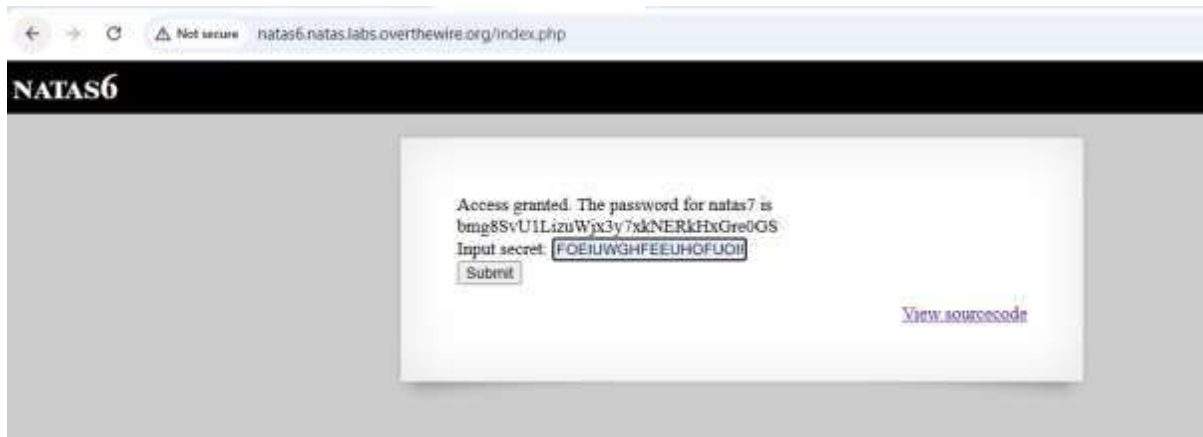 Not secure natas6.natas.labs.overthewire.org/index.php
NATAS6
Access granted. The password for natas7 is
bmg8SvU1LizuWjx3y7xkNERkHxGre0GS
Input secret: FOEIUWGHFEEUHOFUOII
Submit
View sourcecode